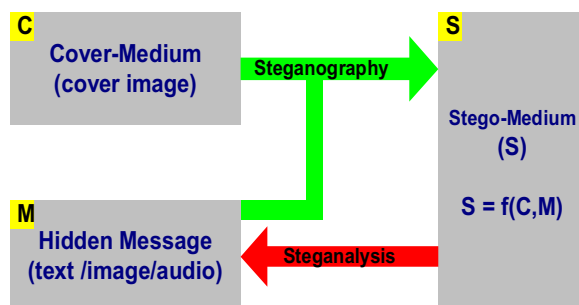 C
Cover-Medium
(cover image)
Steganography
S
Stego-Medium
(S)
S = f(C,M)
M
Hidden Message
(text /image/audio)
Steganalysis